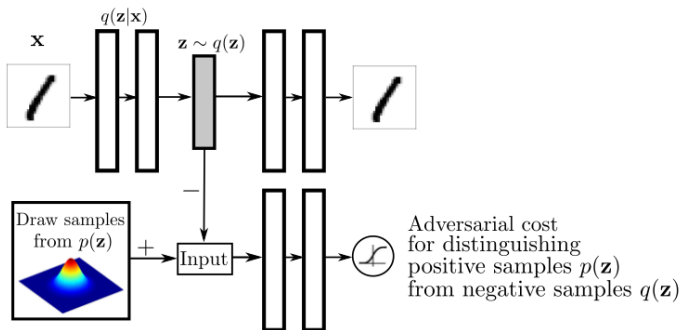 q(z|x)
x
z ∼ q(z)
−
Draw samples
from p(z)
+
Input
Adversarial cost
for distinguishing
positive samples p(z)
from negative samples q(z)